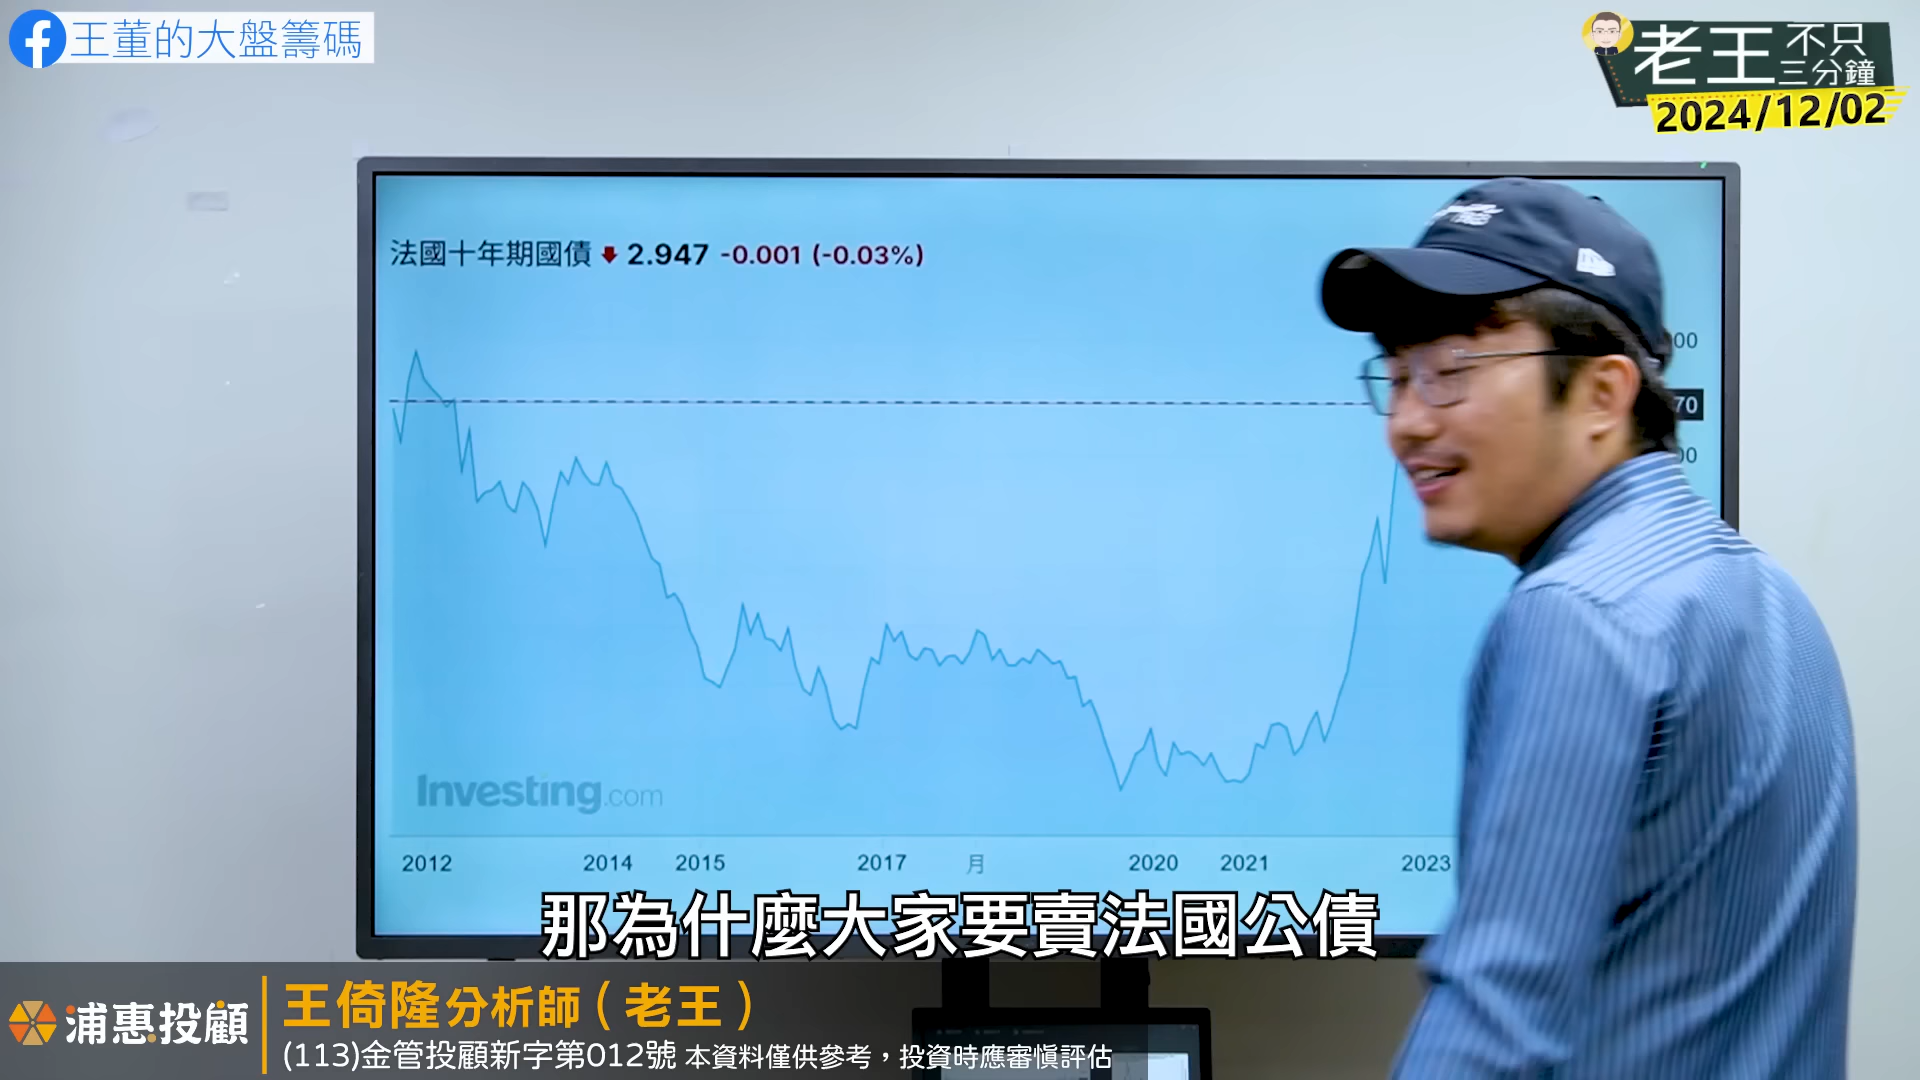 王董的大盤籌碼
老王不只三分鐘
2024/12/02
法國十年期國債 2.947 -0.001 (-0.03%)
00
70
00
Investing.com
2012 2014 2015 2017 月 2020 2021 2023
那為什麼大家要賣法國公債
浦惠投顧
王倚隆分析師(老王)
(113)金管投顧新字第012號 本資料僅供參考，投資時應審慎評估